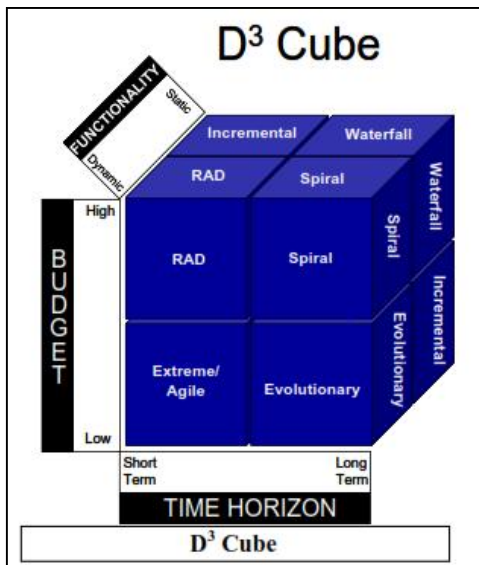 D³ Cube
FUNCTIONALITY
Static
Dynamic
Incremental
Waterfall
RAD
Spiral
High
BUDGET
RAD
Spiral
Spiral
Waterfall
Extreme/
Agile
Evolutionary
Evolutionary
Incremental
Low
Short
Term
Long
Term
TIME HORIZON
D³ Cube